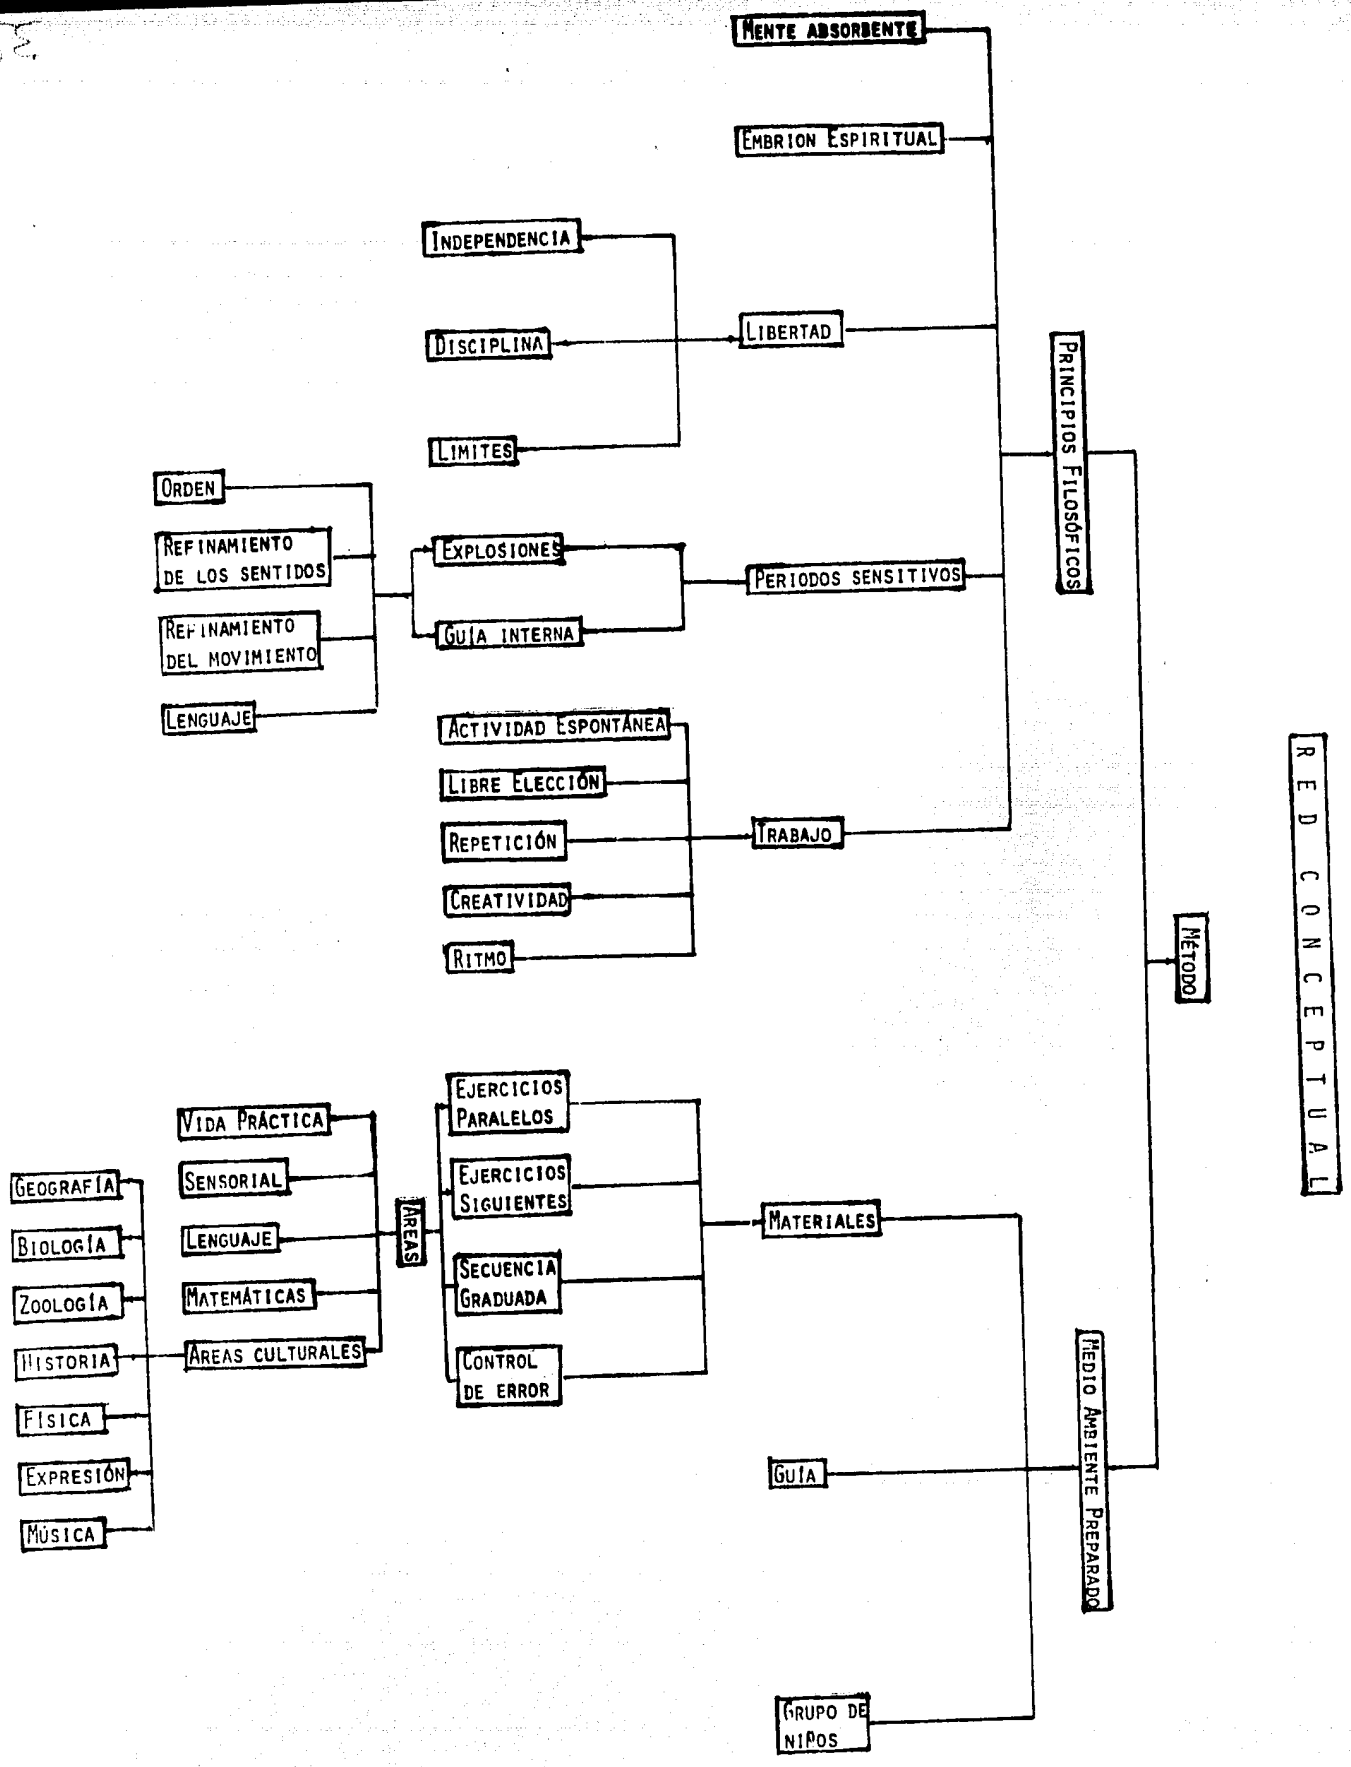 RED CONCEPTUAL
MÉTODO
PRINCIPIOS FILOSÓFICOS
MENTE ABSORBENTE
EMBRION ESPIRITUAL
LIBERTAD
INDEPENDENCIA
DISCIPLINA
LIMITES
PERIODOS SENSITIVOS
EXPLOSIONES
GUÍA INTERNA
ORDEN
REFINAMIENTO
DE LOS SENTIDOS
REFINAMIENTO
DEL MOVIMIENTO
LENGUAJE
TRABAJO
ACTIVIDAD ESPONTÁNEA
LIBRE ELECCIÓN
REPETICIÓN
CREATIVIDAD
RITMO
MEDIO AMBIENTE PREPARADO
MATERIALES
EJERCICIOS
PARALELOS
EJERCICIOS
SIGUIENTES
SECUENCIA
GRADUADA
CONTROL
DE ERROR
AREAS
VIDA PRÁCTICA
SENSORIAL
LENGUAJE
MATEMÁTICAS
AREAS CULTURALES
GEOGRAFÍA
BIOLOGÍA
ZOOLOGÍA
HISTORIA
FÍSICA
EXPRESIÓN
MÚSICA
GUÍA
GRUPO DE
NIÑOS